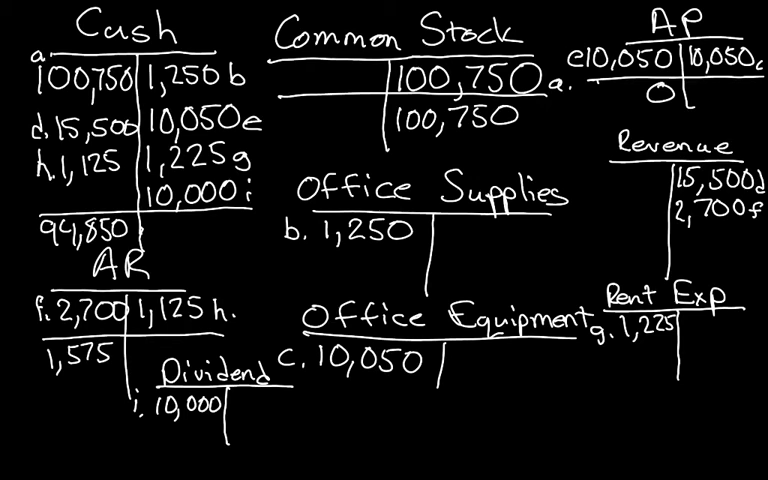 Cash
a.
100,750 1,250 b
d. 15,500 10,050 e
h. 1,125 1,225 g
10,000 i
94,850
AR
f. 2,700 1,125 h.
1,575
Dividend
i. 10,000
Common Stock
100,750 a.
100,750
Office Supplies
b. 1,250
Office Equipment
c. 10,050
AP
e 10,050 10,050 c
0
Revenue
15,500 d
2,700 f
Rent Exp
g. 1,225